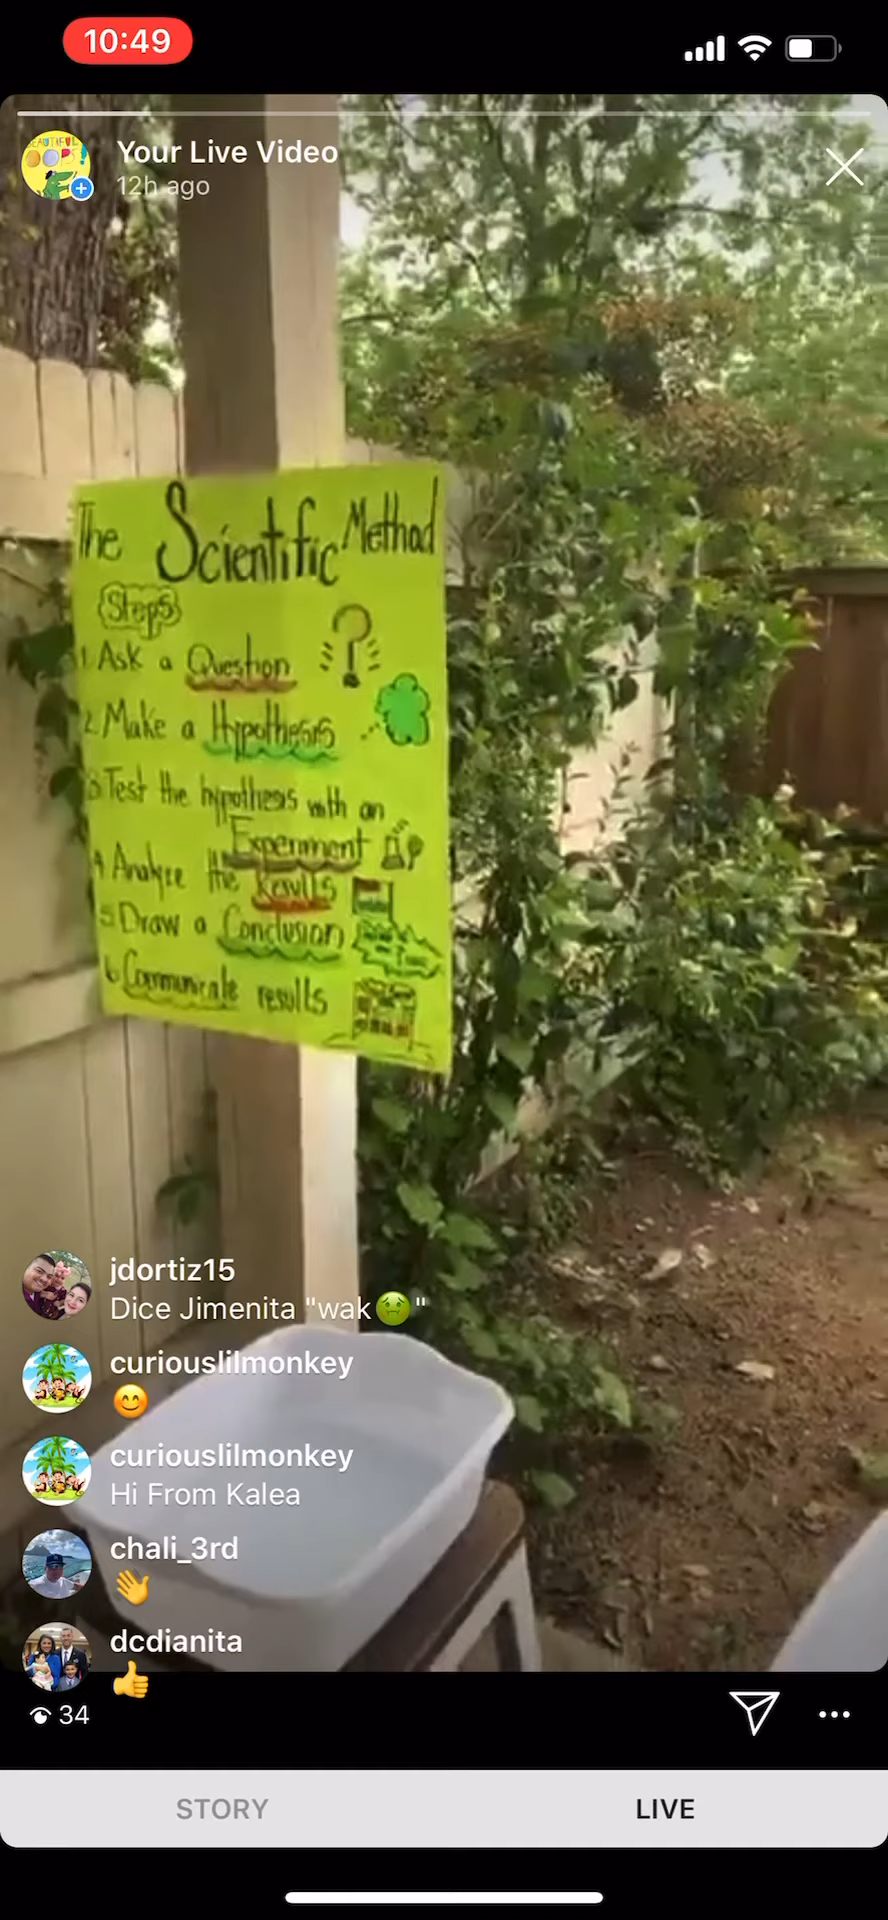 10:49
BEAUTIFUL
OOPS!
Your Live Video
12h ago
The Scientific Method
Steps
1. Ask a Question
2. Make a Hypothesis
3. Test the hypothesis with an
Experiment
4. Analyze the Results
5. Draw a Conclusion
6. Communicate results
jdortiz15
Dice Jimenita "wak🤢"
curiouslilmonkey
😊
curiouslilmonkey
Hi From Kalea
chali_3rd
👋
dcdianita
👍
34
STORY
LIVE